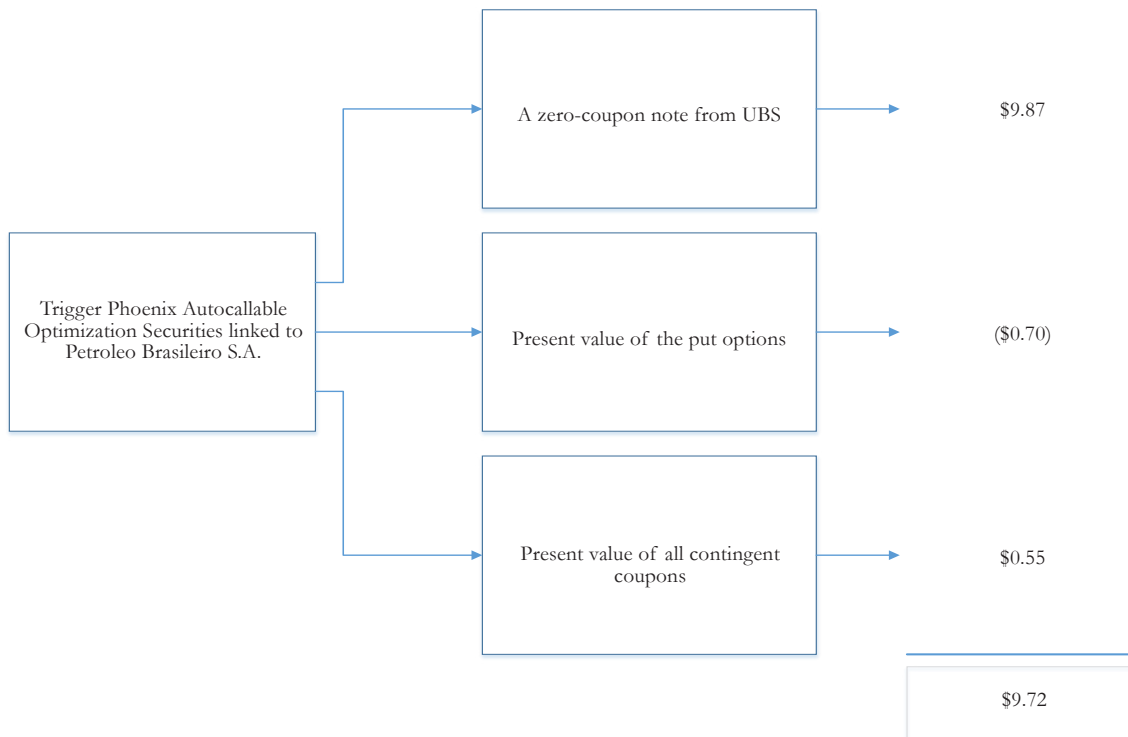 A zero-coupon note from UBS
$9.87
Trigger Phoenix Autocallable
Optimization Securities linked to
Petroleo Brasileiro S.A.
Present value of the put options
($0.70)
Present value of all contingent
coupons
$0.55
$9.72